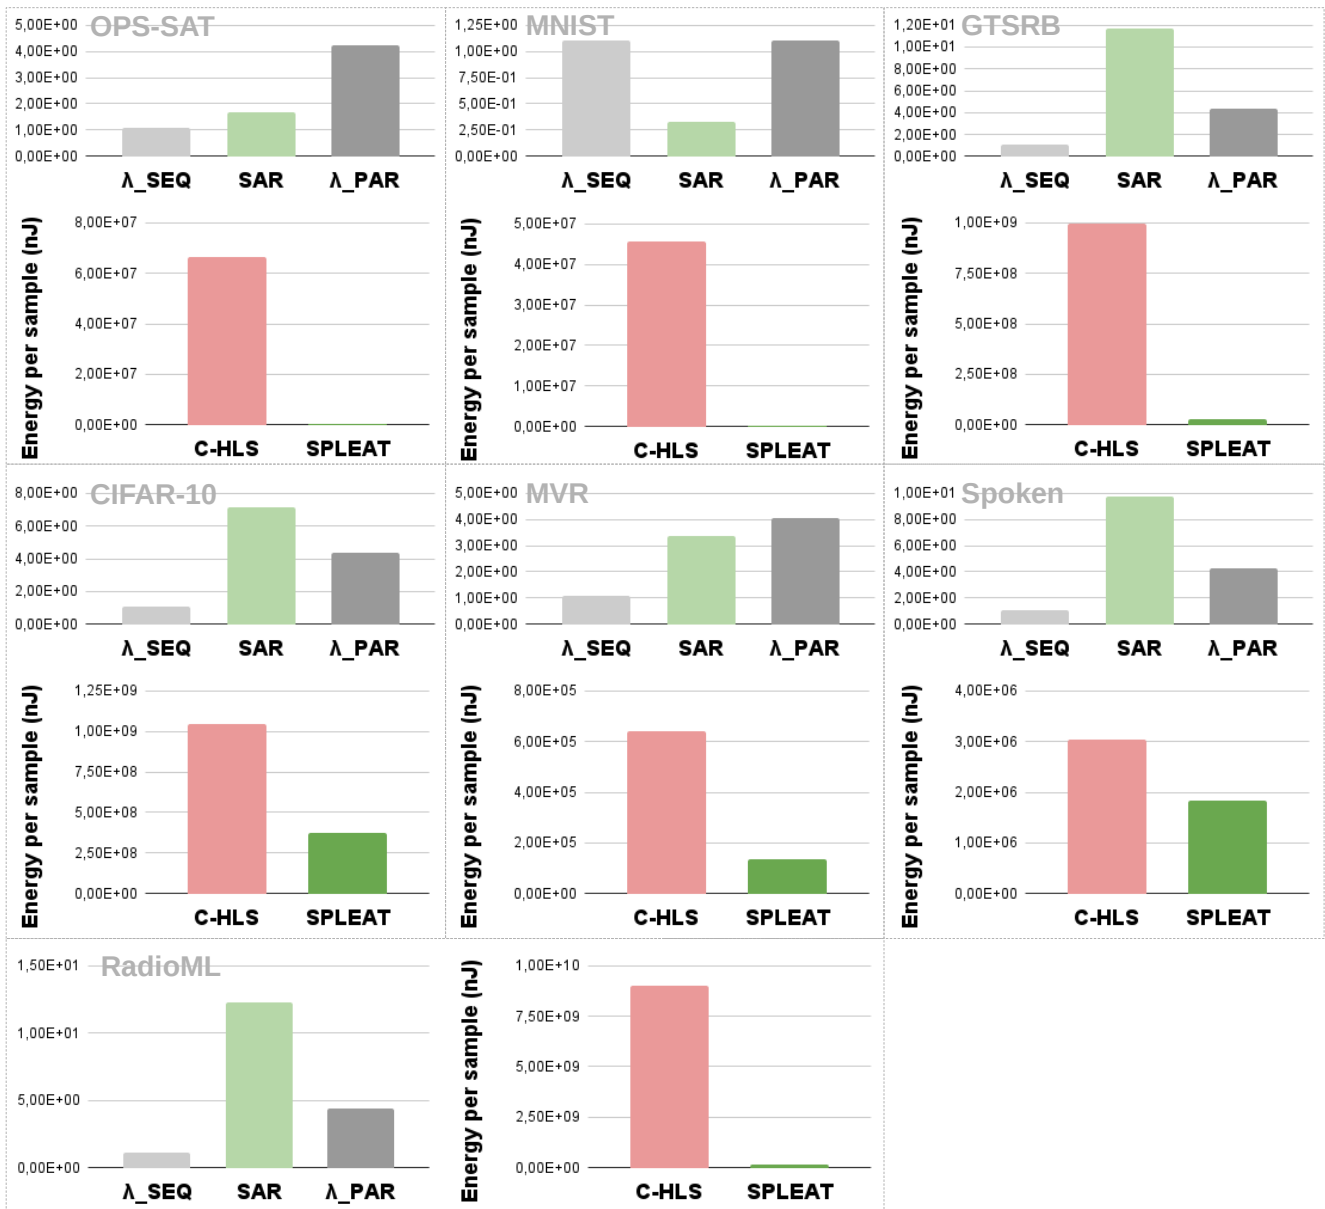 OPS-SAT
5,00E+00
4,00E+00
3,00E+00
2,00E+00
1,00E+00
0,00E+00
λ_SEQ SAR λ_PAR
Energy per sample (nJ)
8,00E+07
6,00E+07
4,00E+07
2,00E+07
0,00E+00
C-HLS SPLEAT
MNIST
1,25E+00
1,00E+00
7,50E-01
5,00E-01
2,50E-01
0,00E+00
λ_SEQ SAR λ_PAR
Energy per sample (nJ)
5,00E+07
4,00E+07
3,00E+07
2,00E+07
1,00E+07
0,00E+00
C-HLS SPLEAT
GTSRB
1,20E+01
1,00E+01
8,00E+00
6,00E+00
4,00E+00
2,00E+00
0,00E+00
λ_SEQ SAR λ_PAR
Energy per sample (nJ)
1,00E+09
7,50E+08
5,00E+08
2,50E+08
0,00E+00
C-HLS SPLEAT
CIFAR-10
8,00E+00
6,00E+00
4,00E+00
2,00E+00
0,00E+00
λ_SEQ SAR λ_PAR
Energy per sample (nJ)
1,25E+09
1,00E+09
7,50E+08
5,00E+08
2,50E+08
0,00E+00
C-HLS SPLEAT
MVR
5,00E+00
4,00E+00
3,00E+00
2,00E+00
1,00E+00
0,00E+00
λ_SEQ SAR λ_PAR
Energy per sample (nJ)
8,00E+05
6,00E+05
4,00E+05
2,00E+05
0,00E+00
C-HLS SPLEAT
Spoken
1,00E+01
8,00E+00
6,00E+00
4,00E+00
2,00E+00
0,00E+00
λ_SEQ SAR λ_PAR
Energy per sample (nJ)
4,00E+06
3,00E+06
2,00E+06
1,00E+06
0,00E+00
C-HLS SPLEAT
RadioML
1,50E+01
1,00E+01
5,00E+00
0,00E+00
λ_SEQ SAR λ_PAR
Energy per sample (nJ)
1,00E+10
7,50E+09
5,00E+09
2,50E+09
0,00E+00
C-HLS SPLEAT